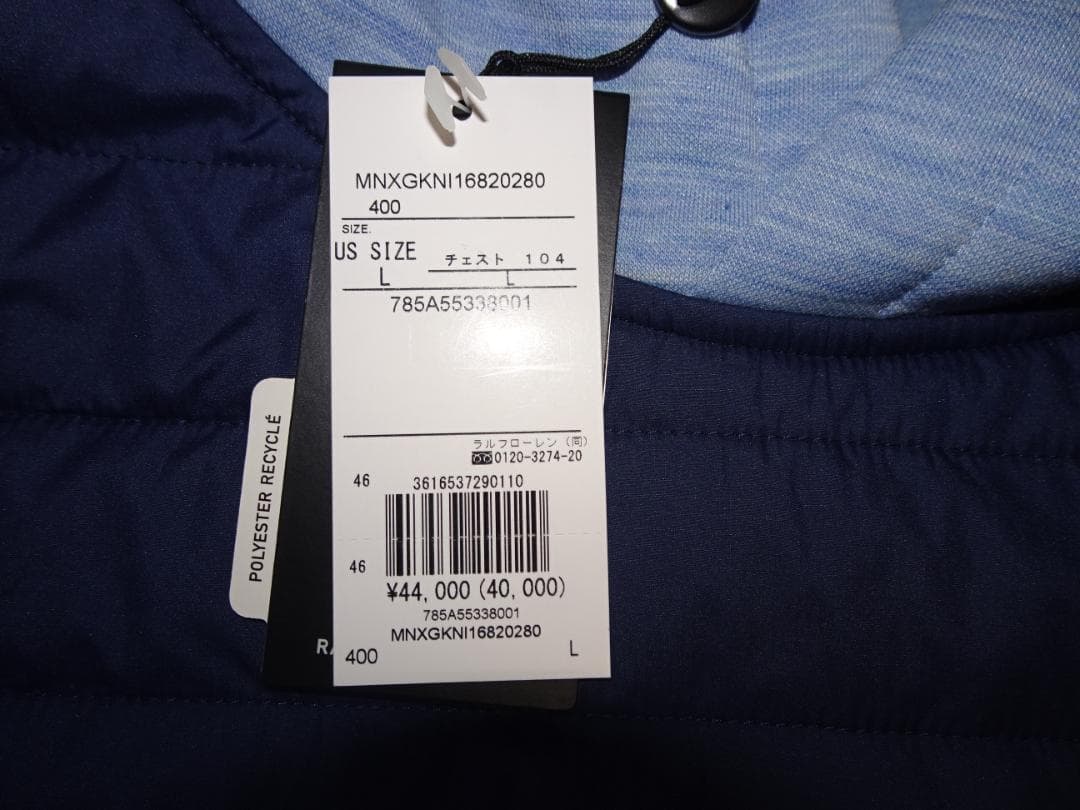 MNXGKNI16820280
400
SIZE.
US SIZE
チェスト 104
L
L
785A55338001
ラルフローレン(同)
0120-3274-20
46
3616537290110
46
¥44,000(40,000)
785A55338001
MNXGKNI16820280
400
L
POLYESTER RECYCLÉ